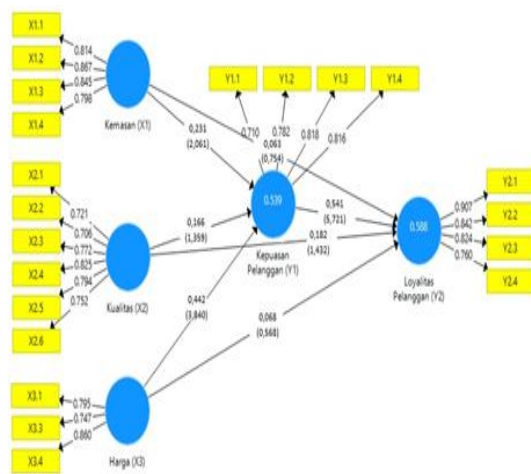 X1.1
X1.2
X1.3
X1.4
0.814
0.867
0.845
0.798
Kemasan (X1)
Y1.1
Y1.2
Y1.3
Y1.4
0.710
0.782
0.818
0.816
0,231
(2,061)
0,063
(0,754)
X2.1
X2.2
X2.3
X2.4
X2.5
X2.6
0.721
0.706
0.772
0.825
0.794
0.752
Kualitas (X2)
0,166
(1,359)
0.539
Kepuasan
Pelanggan (Y1)
0,541
(5,721)
0,182
(1,432)
0.588
Loyalitas
Pelanggan (Y2)
0.907
0.842
0.824
0.760
Y2.1
Y2.2
Y2.3
Y2.4
0,442
(3,840)
0,068
(0,568)
X3.1
X3.3
X3.4
0.795
0.747
0.860
Harga (X3)